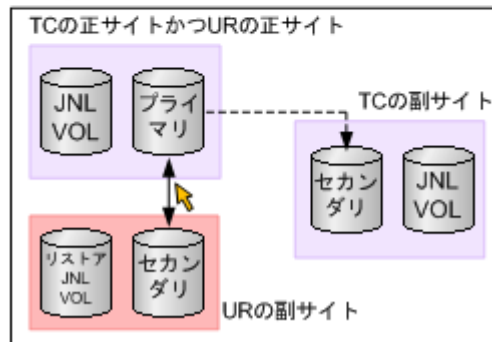 TCの正サイトかつURの正サイト
JNL
VOL
プライ
マリ
TCの副サイト
セカン
ダリ
JNL
VOL
リストア
JNL
VOL
セカン
ダリ
URの副サイト